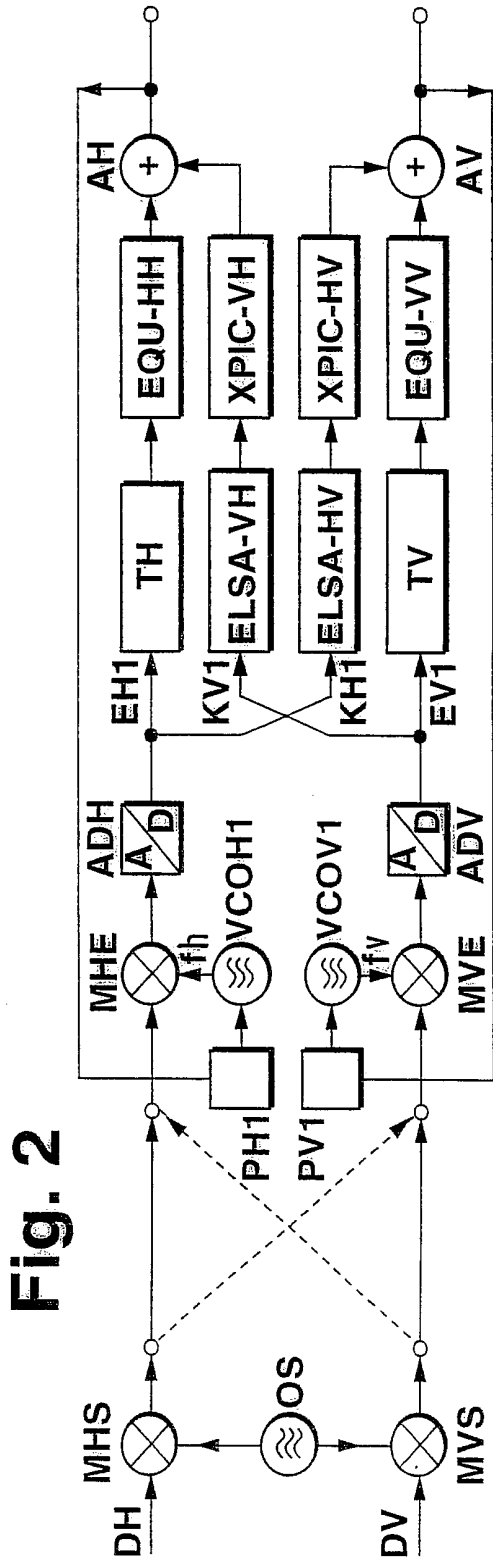 Fig. 2
DH
MHS
OS
DV
MVS
MHE
fh
VCOH1
PH1
PV1
VCOV1
fv
MVE
ADH
A
D
A
D
ADV
EH1
KV1
KH1
EV1
TH
ELSA-VH
ELSA-HV
TV
EQU-HH
XPIC-VH
XPIC-HV
EQU-VV
AH
+
+
AV